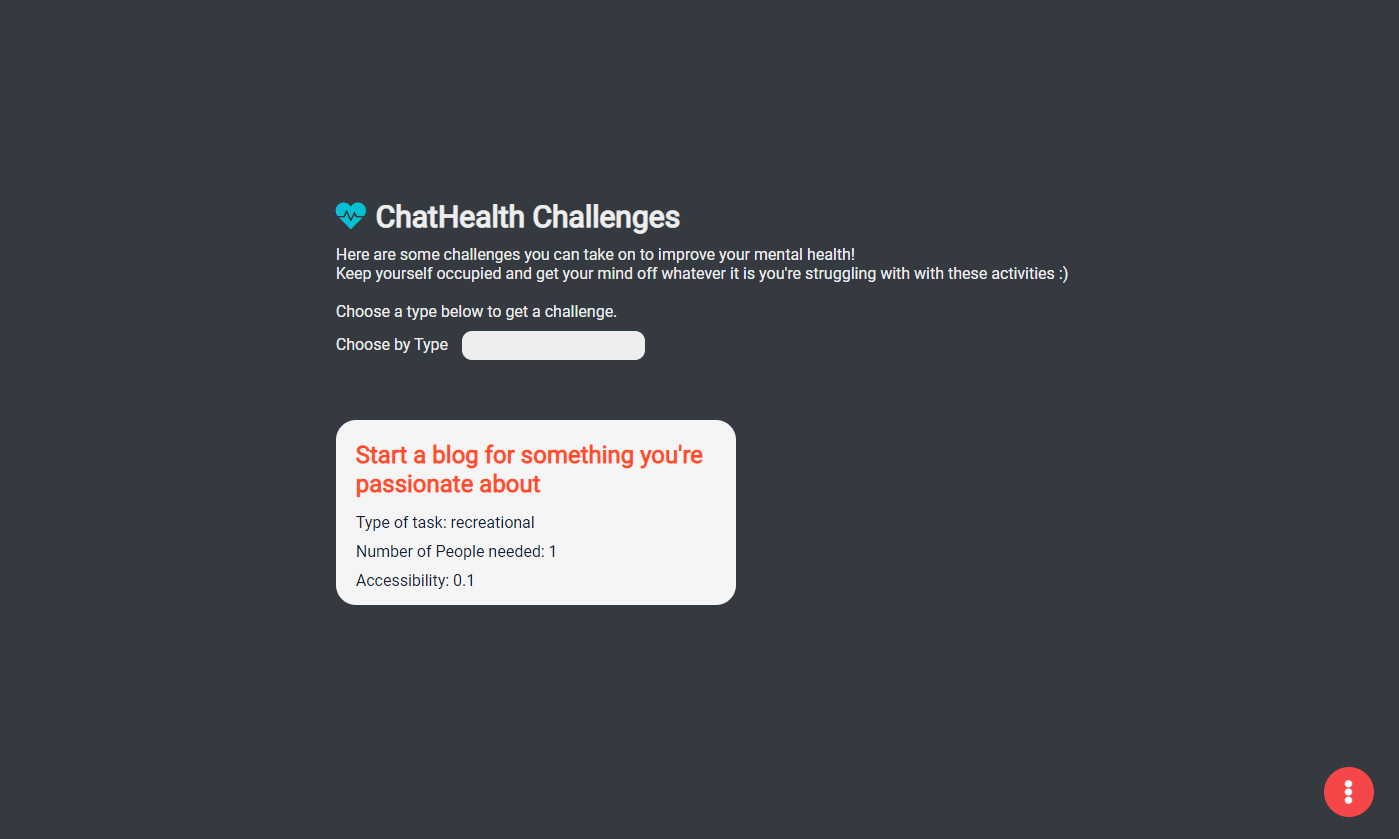 ChatHealth Challenges
Here are some challenges you can take on to improve your mental health!
Keep yourself occupied and get your mind off whatever it is you're struggling with with these activities :)
Choose a type below to get a challenge.
Choose by Type
Start a blog for something you're
passionate about
Type of task: recreational
Number of People needed: 1
Accessibility: 0.1